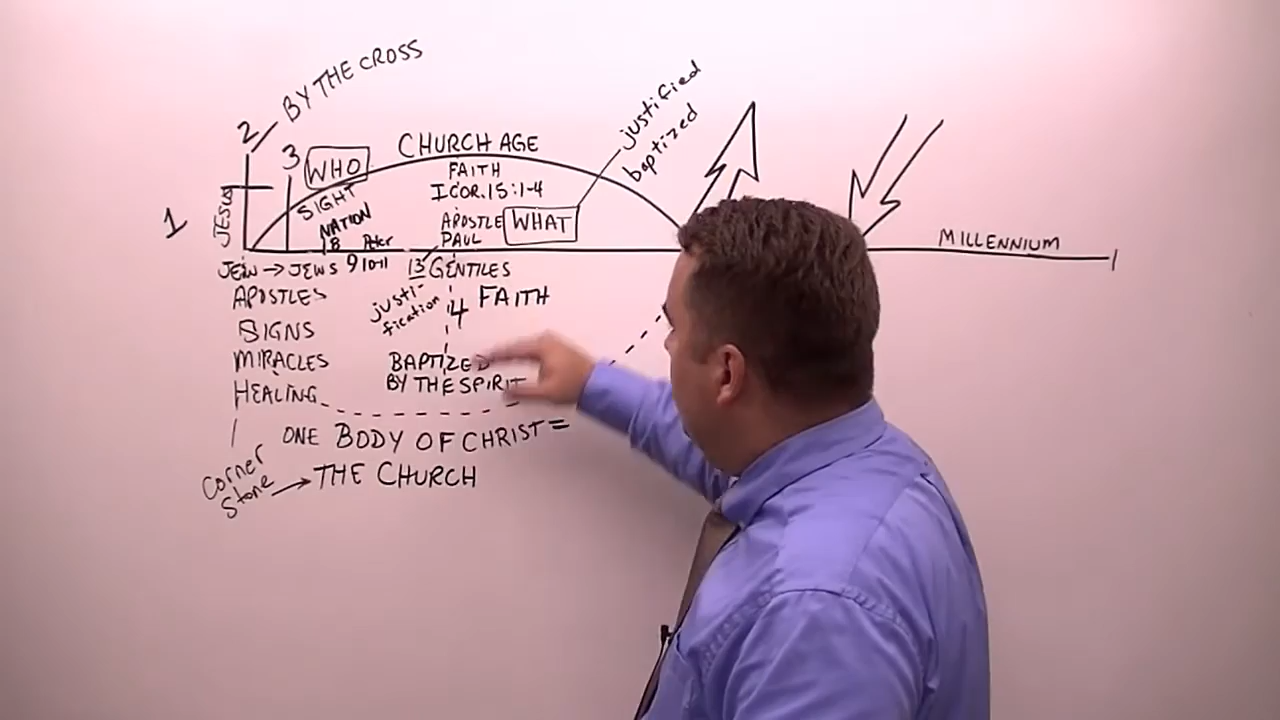 2
BY THE CROSS
3
WHO
CHURCH AGE
justified
baptized
FAITH
SIGHT
I COR. 15:1-4
1
JESUS
NATION
APOSTLE
PAUL
WHAT
8
Peter
MILLENNIUM
JEW → JEWS
9
10-11
13
GENTILES
APOSTLES
justi-
fication
4
FAITH
SIGNS
MIRACLES
BAPTIZED
HEALING
BY THE SPIRIT
ONE BODY OF CHRIST =
Corner
Stone
→ THE CHURCH